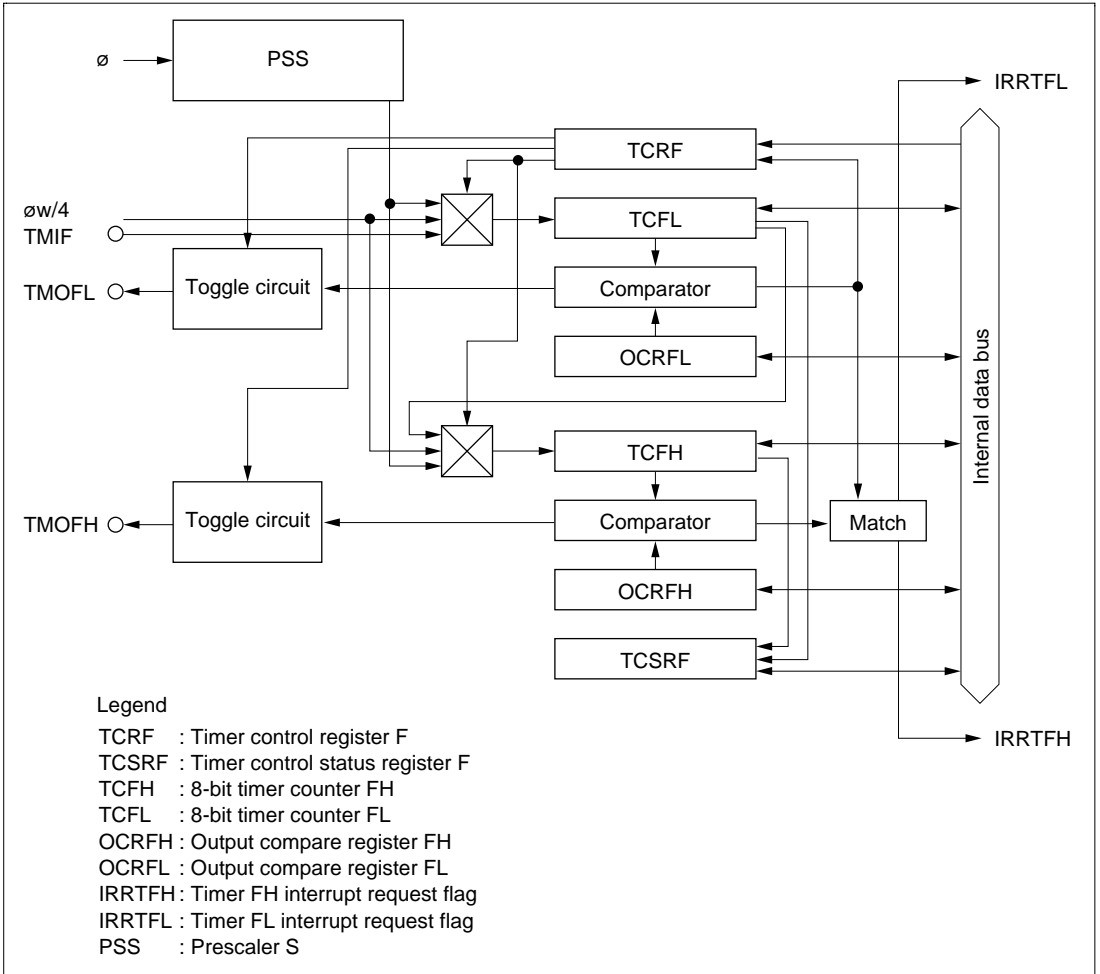 ø
PSS
IRRTFL
TCRF
øw/4
TMIF
TCFL
TMOFL
Toggle circuit
Comparator
OCRFL
Internal data bus
TCFH
TMOFH
Toggle circuit
Comparator
Match
OCRFH
TCSRF
IRRTFH
Legend
TCRF : Timer control register F
TCSRF : Timer control status register F
TCFH : 8-bit timer counter FH
TCFL : 8-bit timer counter FL
OCRFH : Output compare register FH
OCRFL : Output compare register FL
IRRTFH : Timer FH interrupt request flag
IRRTFL : Timer FL interrupt request flag
PSS : Prescaler S